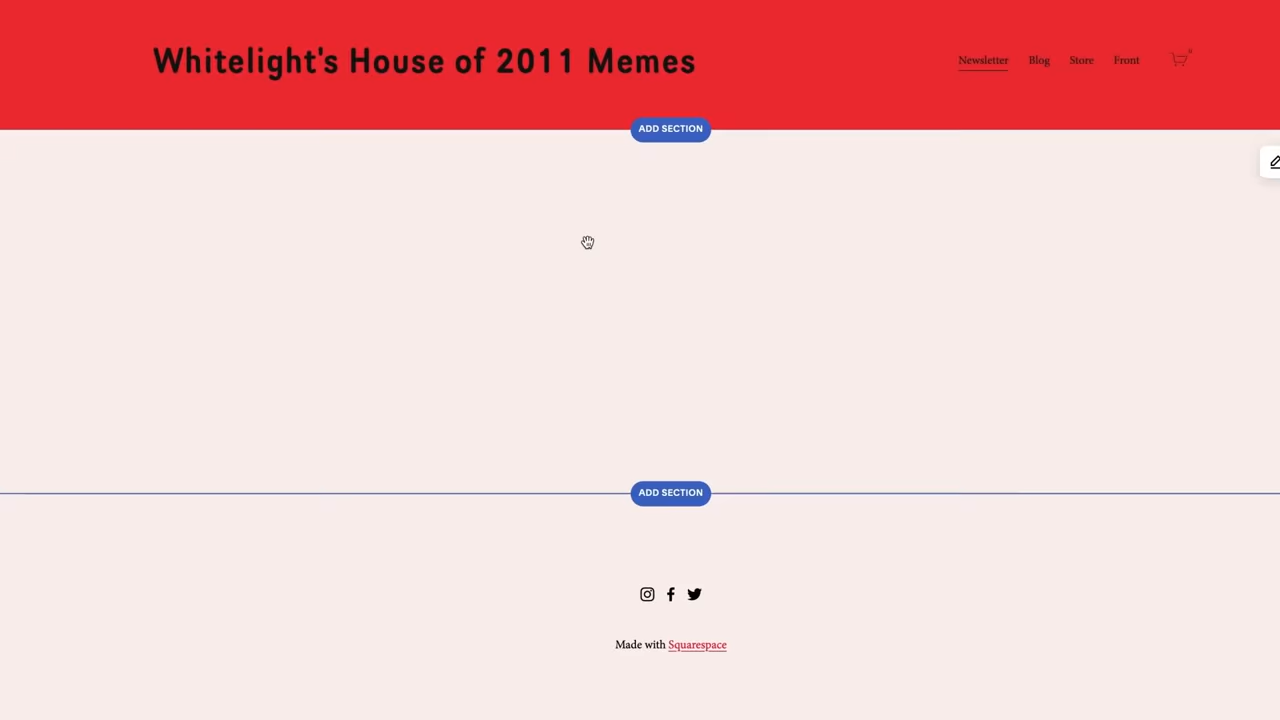 Whitelight's House of 2011 Memes
Newsletter Blog Store Front
ADD SECTION
ADD SECTION
Made with Squarespace